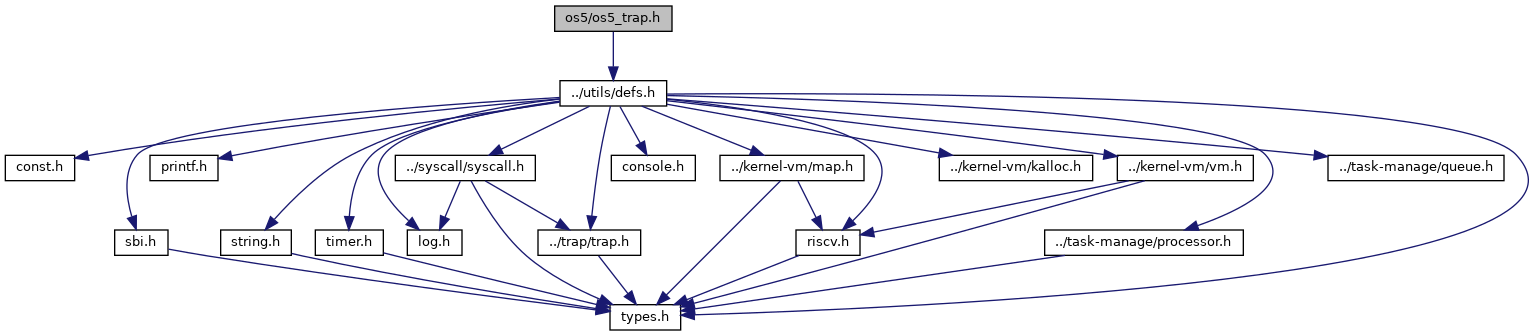 os5/os5_trap.h
../utils/defs.h
const.h
printf.h
../syscall/syscall.h
console.h
../kernel-vm/map.h
../kernel-vm/kalloc.h
../kernel-vm/vm.h
../task-manage/queue.h
sbi.h
string.h
timer.h
log.h
../trap/trap.h
riscv.h
../task-manage/processor.h
types.h